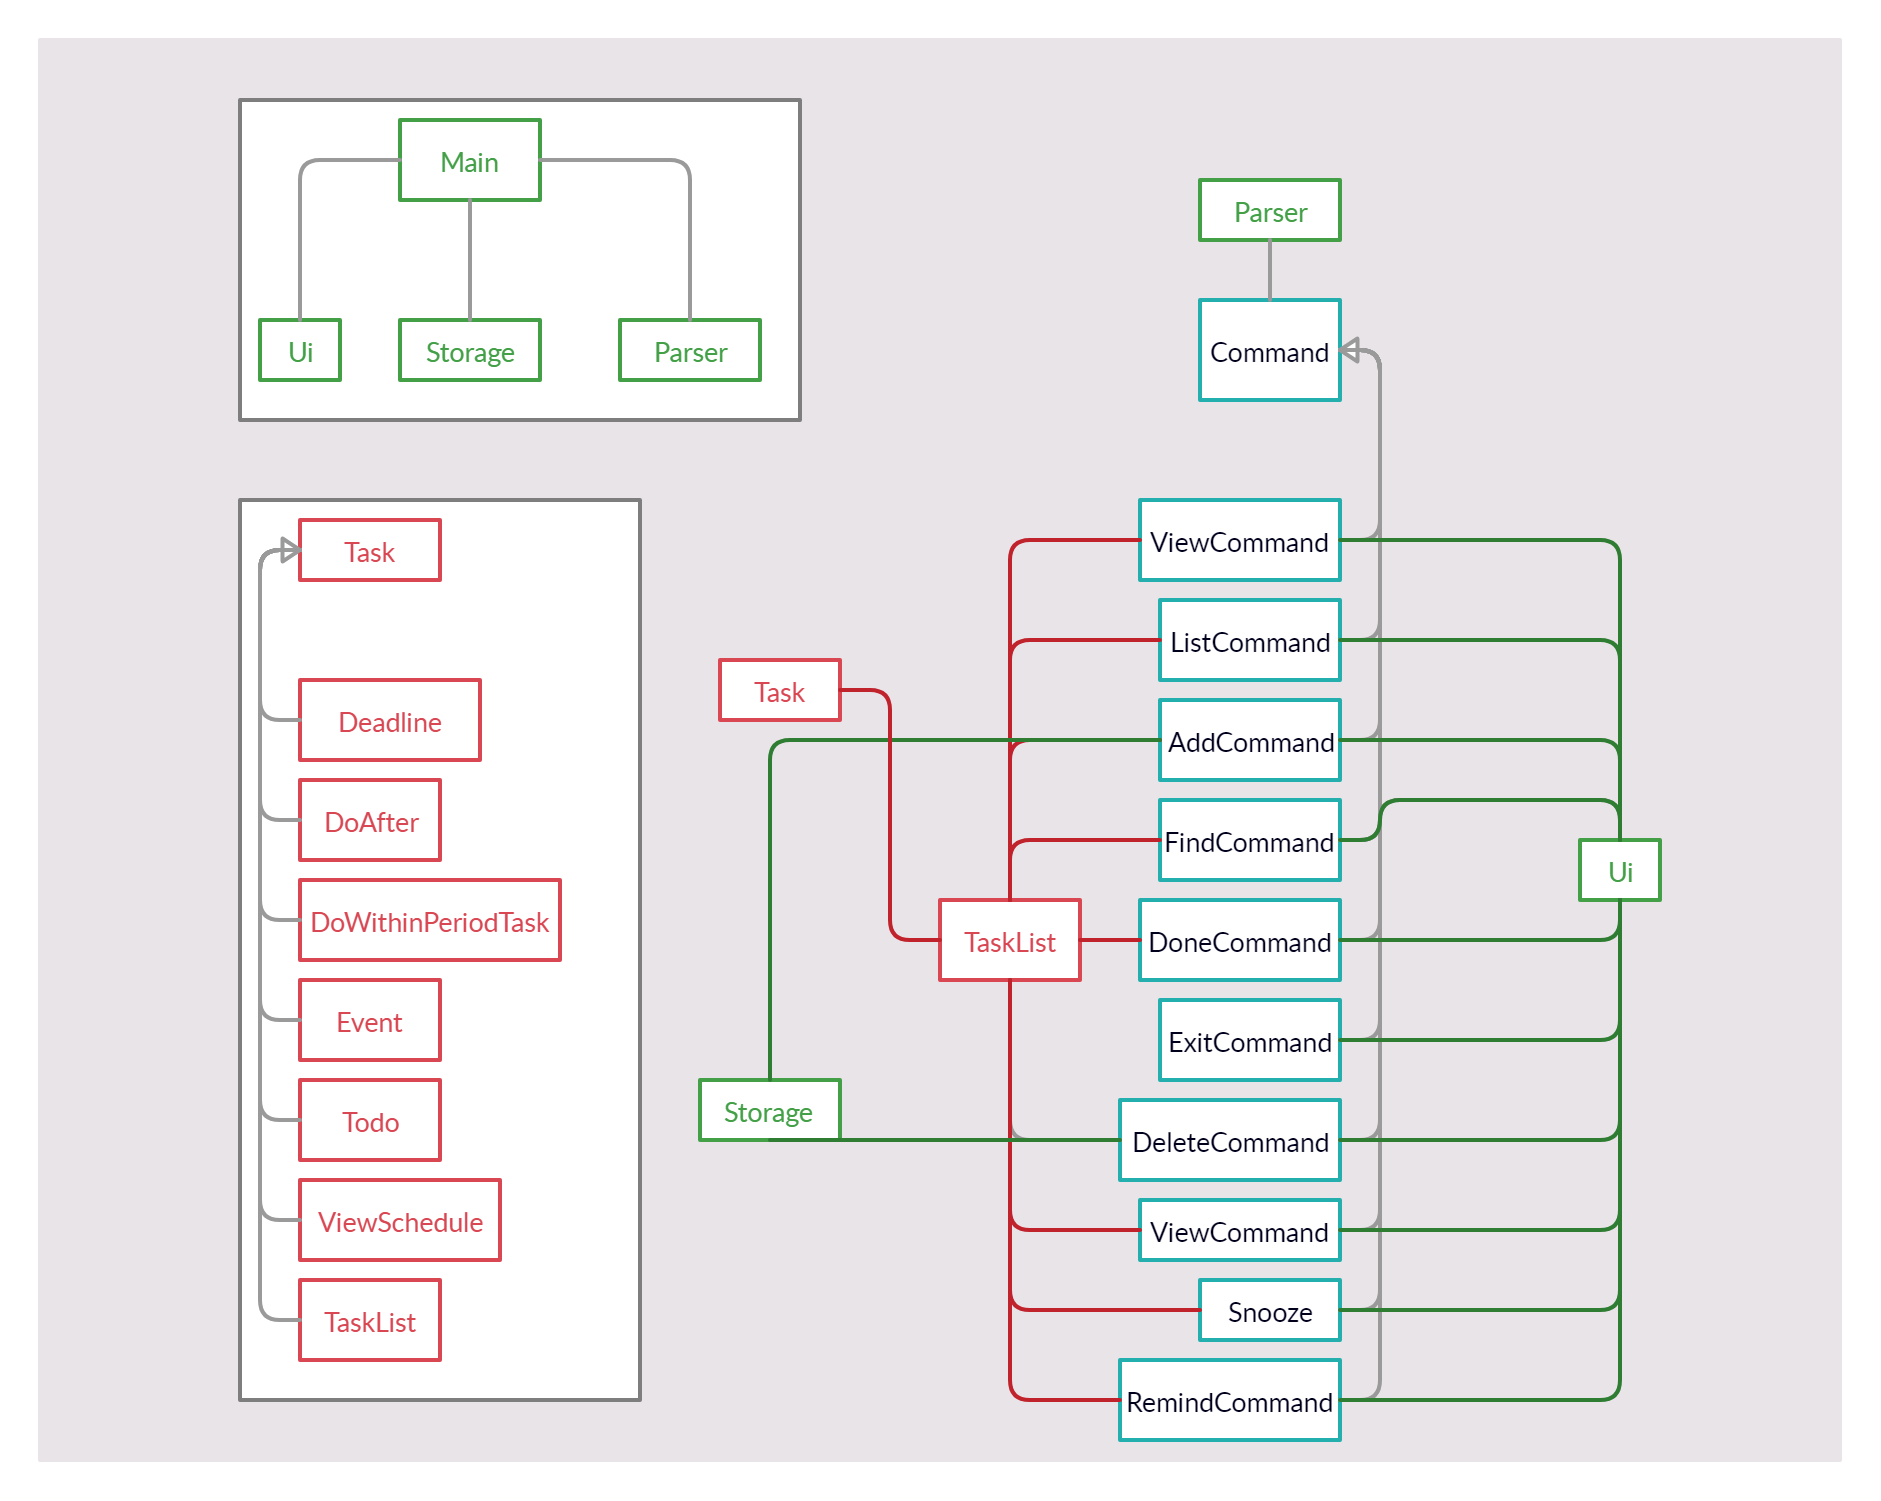 Main
Ui
Storage
Parser
Task
Deadline
DoAfter
DoWithinPeriodTask
Event
Todo
ViewSchedule
TaskList
Parser
Command
ViewCommand
ListCommand
Task
AddCommand
FindCommand
Ui
TaskList
DoneCommand
ExitCommand
Storage
DeleteCommand
ViewCommand
Snooze
RemindCommand